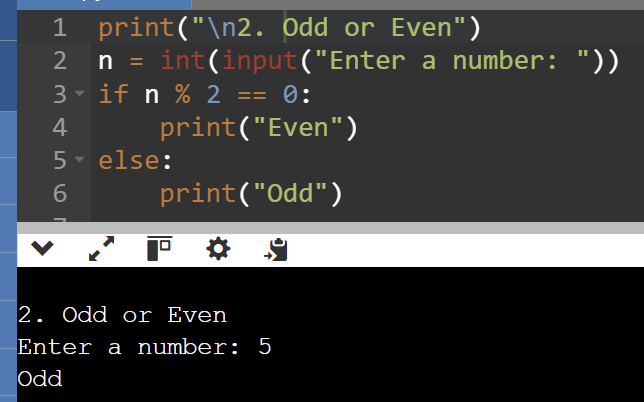 1 print("\n2. Odd or Even")
2 n = int(input("Enter a number: "))
3 if n % 2 == 0:
4     print("Even")
5 else:
6     print("Odd")
2. Odd or Even
Enter a number: 5
Odd